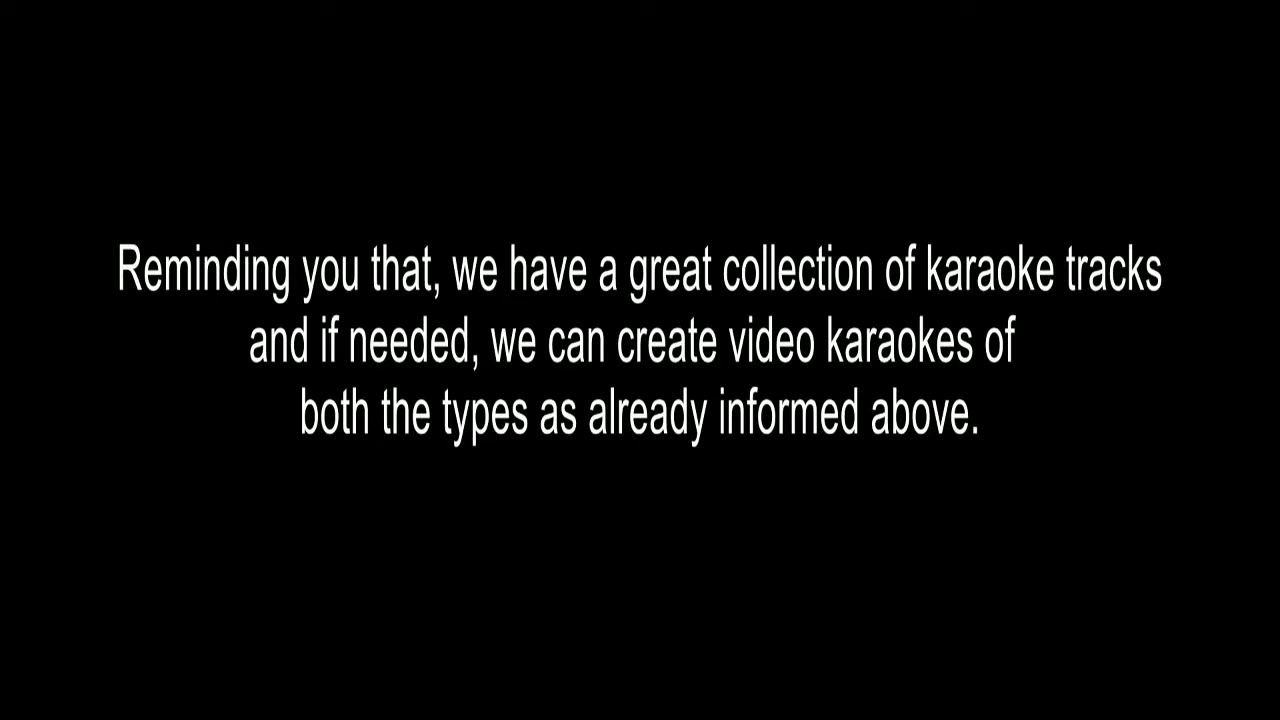 Reminding you that, we have a great collection of karaoke tracks
and if needed, we can create video karaokes of
both the types as already informed above.